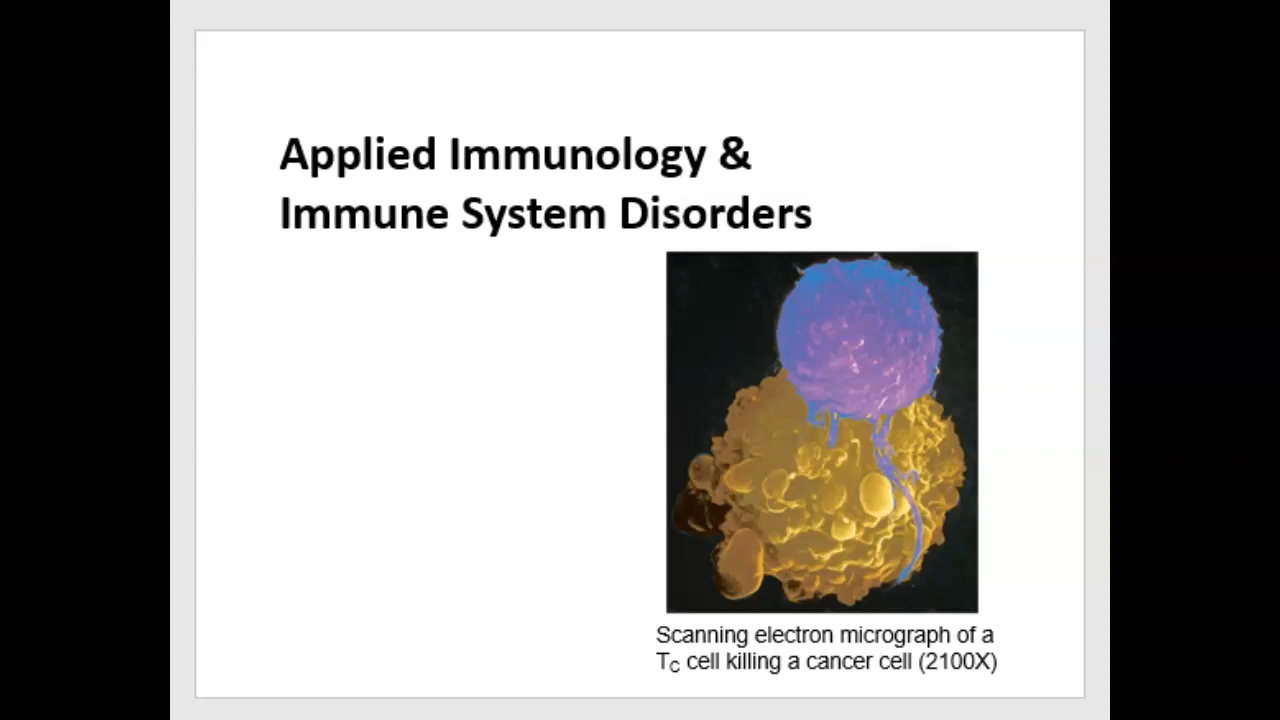 Applied Immunology &
Immune System Disorders
Scanning electron micrograph of a
TC cell killing a cancer cell (2100X)